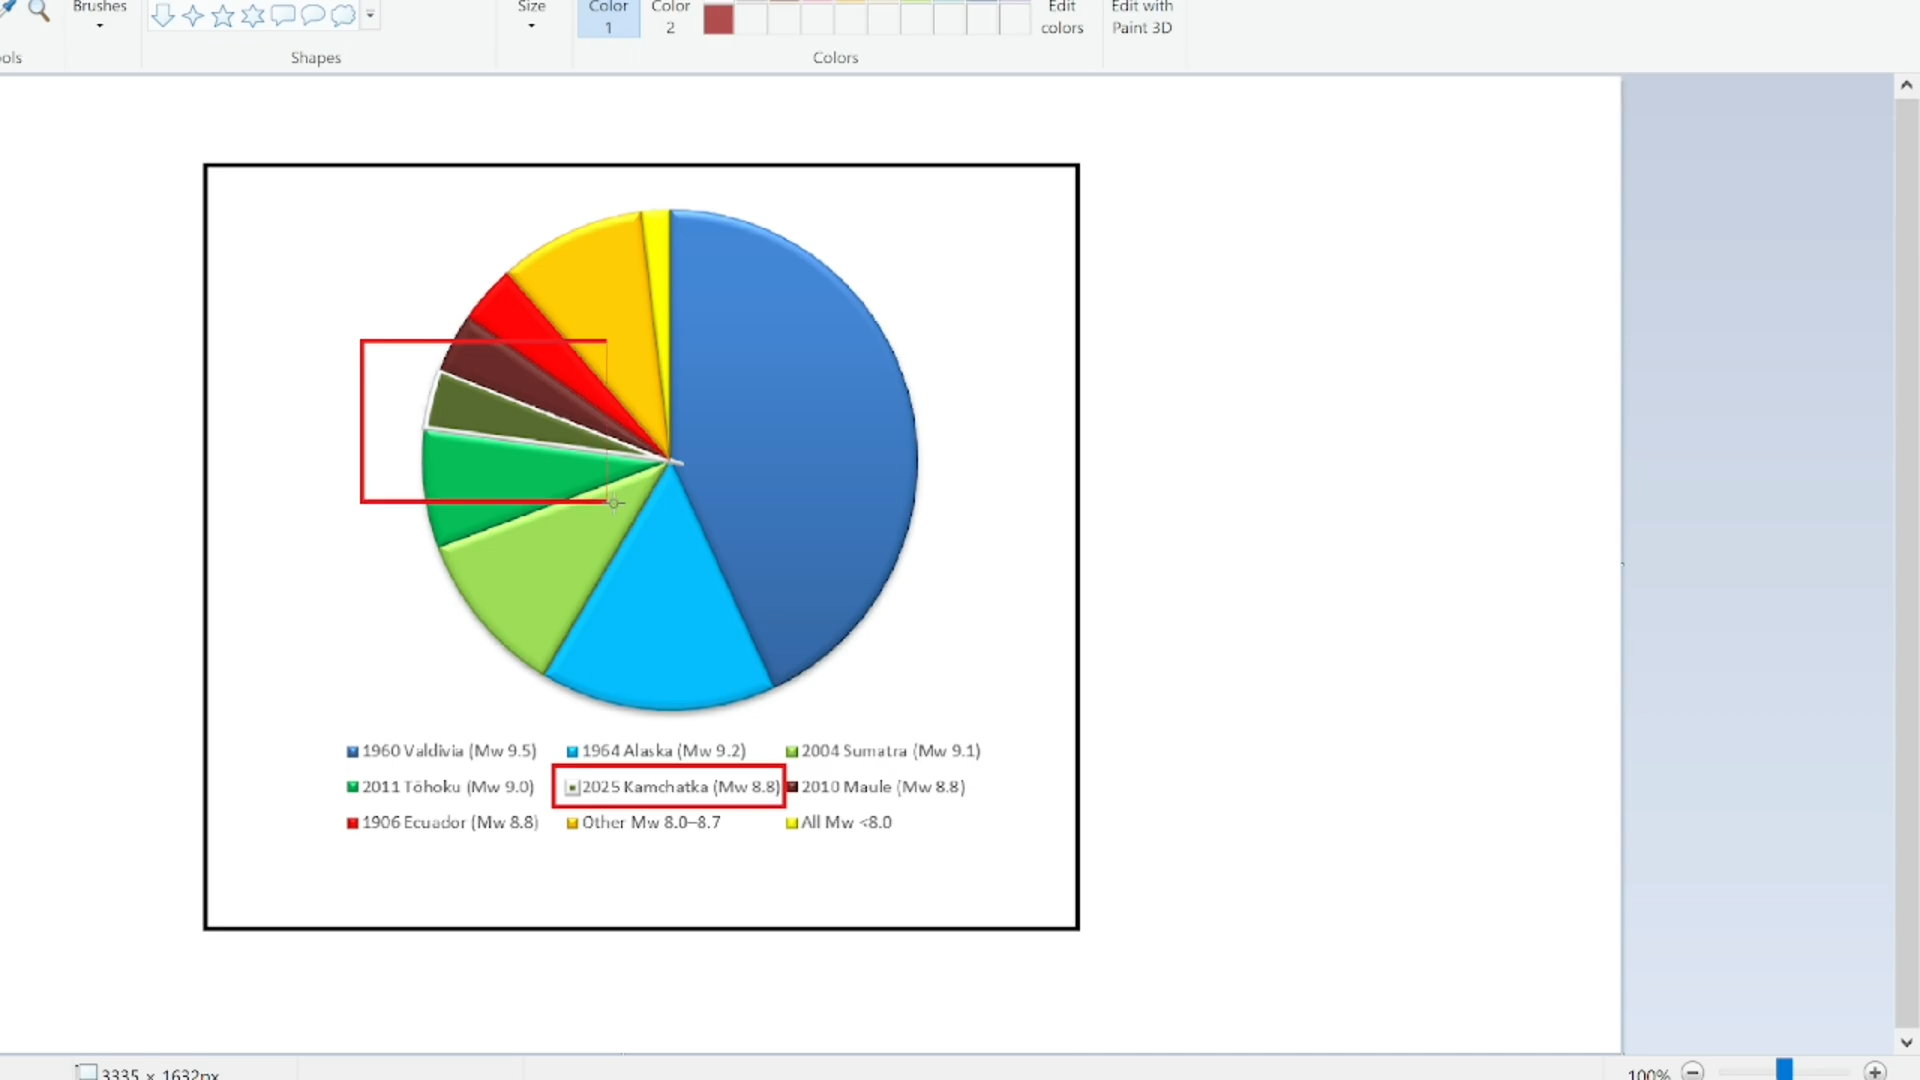 Brushes
Size
Color
1
Color
2
Edit
colors
Edit with
Paint 3D
ols
Shapes
Colors
1960 Valdivia (Mw 9.5)
1964 Alaska (Mw 9.2)
2004 Sumatra (Mw 9.1)
2011 Tōhoku (Mw 9.0)
2025 Kamchatka (Mw 8.8)
2010 Maule (Mw 8.8)
1906 Ecuador (Mw 8.8)
Other Mw 8.0–8.7
All Mw <8.0
3335 × 1632px
100%